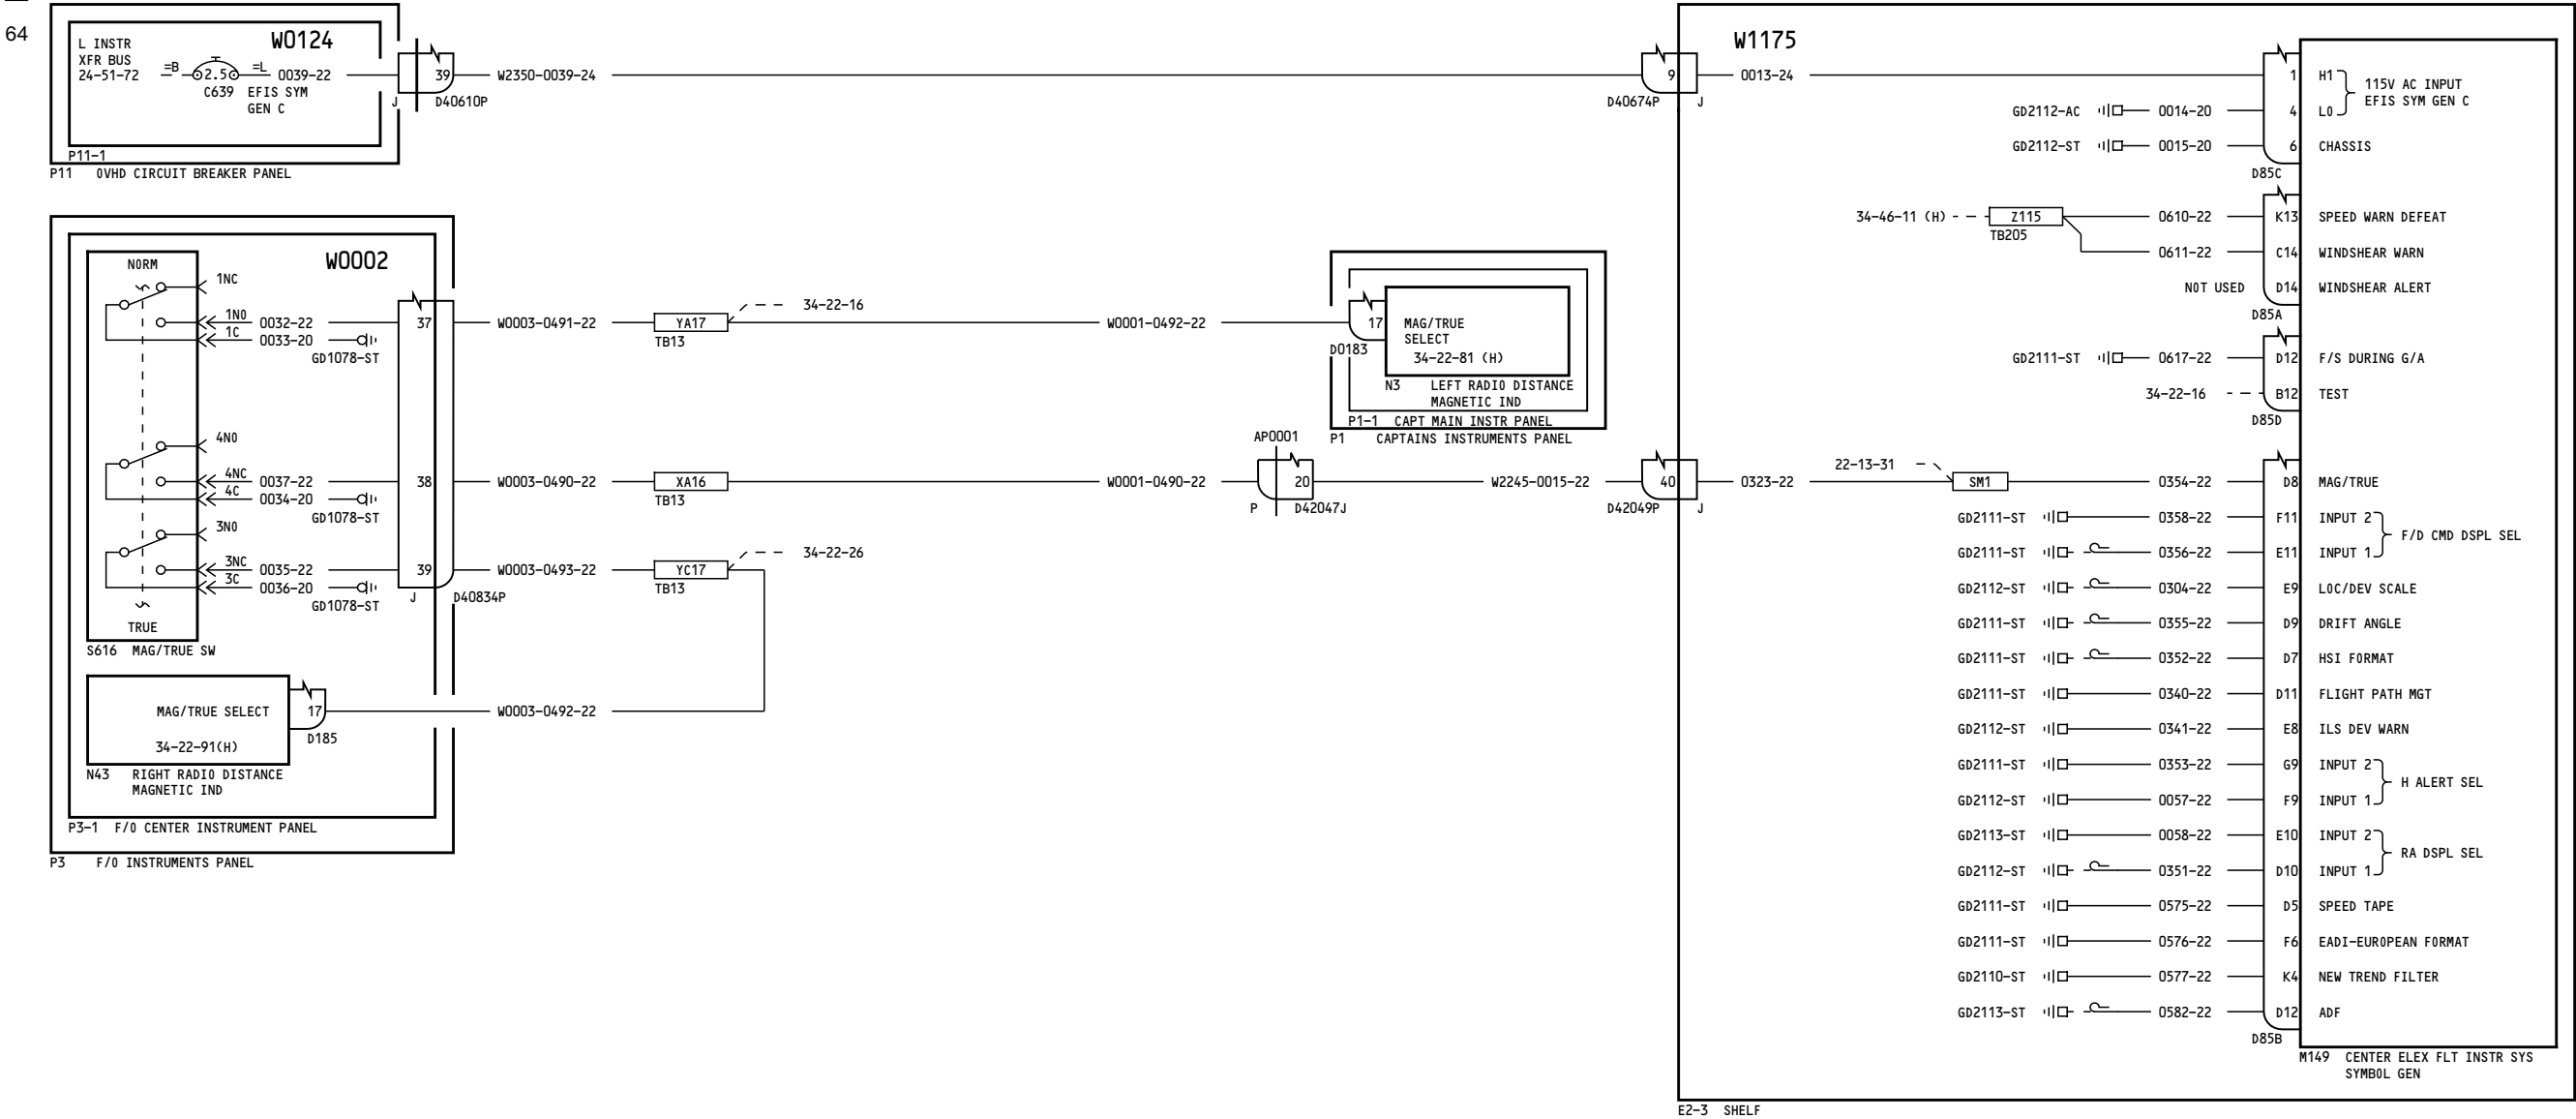 64
L INSTR
XFR BUS
24-51-72
=B
2.5
=L
C639
EFIS SYM
GEN C
0039-22
W0124
39
J
D40610P
P11-1
P11 OVHD CIRCUIT BREAKER PANEL
W2350-0039-24
9
D40674P
J
W1175
0013-24
1 H1
115V AC INPUT
EFIS SYM GEN C
GD2112-AC 0014-20 4 LO
GD2112-ST 0015-20 6 CHASSIS
D85C
34-46-11 (H) Z115 0610-22 K13 SPEED WARN DEFEAT
TB205
0611-22 C14 WINDSHEAR WARN
NOT USED D14 WINDSHEAR ALERT
D85A
GD2111-ST 0617-22 D12 F/S DURING G/A
34-22-16 B12 TEST
D85D
W0002
NORM
1NC
1NO 0032-22 37
1C 0033-20
GD1078-ST
4NO
4NC 0037-22 38
4C 0034-20
GD1078-ST
3NO
3NC 0035-22 39
3C 0036-20
GD1078-ST
J D40834P
TRUE
S616 MAG/TRUE SW
MAG/TRUE SELECT 17
34-22-91(H)
D185
N43 RIGHT RADIO DISTANCE
MAGNETIC IND
P3-1 F/O CENTER INSTRUMENT PANEL
P3 F/O INSTRUMENTS PANEL
W0003-0491-22 YA17 34-22-16
TB13
W0001-0492-22
17 MAG/TRUE
SELECT
34-22-81 (H)
D0183
N3 LEFT RADIO DISTANCE
MAGNETIC IND
P1-1 CAPT MAIN INSTR PANEL
P1 CAPTAINS INSTRUMENTS PANEL
W0003-0490-22 XA16
TB13
W0001-0490-22
AP0001
20
P D42047J
W2245-0015-22
40
D42049P J
0323-22
22-13-31
SM1
W0003-0493-22 YC17 34-22-26
TB13
W0003-0492-22
0354-22 D8 MAG/TRUE
GD2111-ST 0358-22 F11 INPUT 2
F/D CMD DSPL SEL
GD2111-ST 0356-22 E11 INPUT 1
GD2112-ST 0304-22 E9 LOC/DEV SCALE
GD2111-ST 0355-22 D9 DRIFT ANGLE
GD2111-ST 0352-22 D7 HSI FORMAT
GD2111-ST 0340-22 D11 FLIGHT PATH MGT
GD2112-ST 0341-22 E8 ILS DEV WARN
GD2111-ST 0353-22 G9 INPUT 2
H ALERT SEL
GD2112-ST 0057-22 F9 INPUT 1
GD2113-ST 0058-22 E10 INPUT 2
RA DSPL SEL
GD2112-ST 0351-22 D10 INPUT 1
GD2111-ST 0575-22 D5 SPEED TAPE
GD2111-ST 0576-22 F6 EADI-EUROPEAN FORMAT
GD2110-ST 0577-22 K4 NEW TREND FILTER
GD2113-ST 0582-22 D12 ADF
D85B
M149 CENTER ELEX FLT INSTR SYS
SYMBOL GEN
E2-3 SHELF